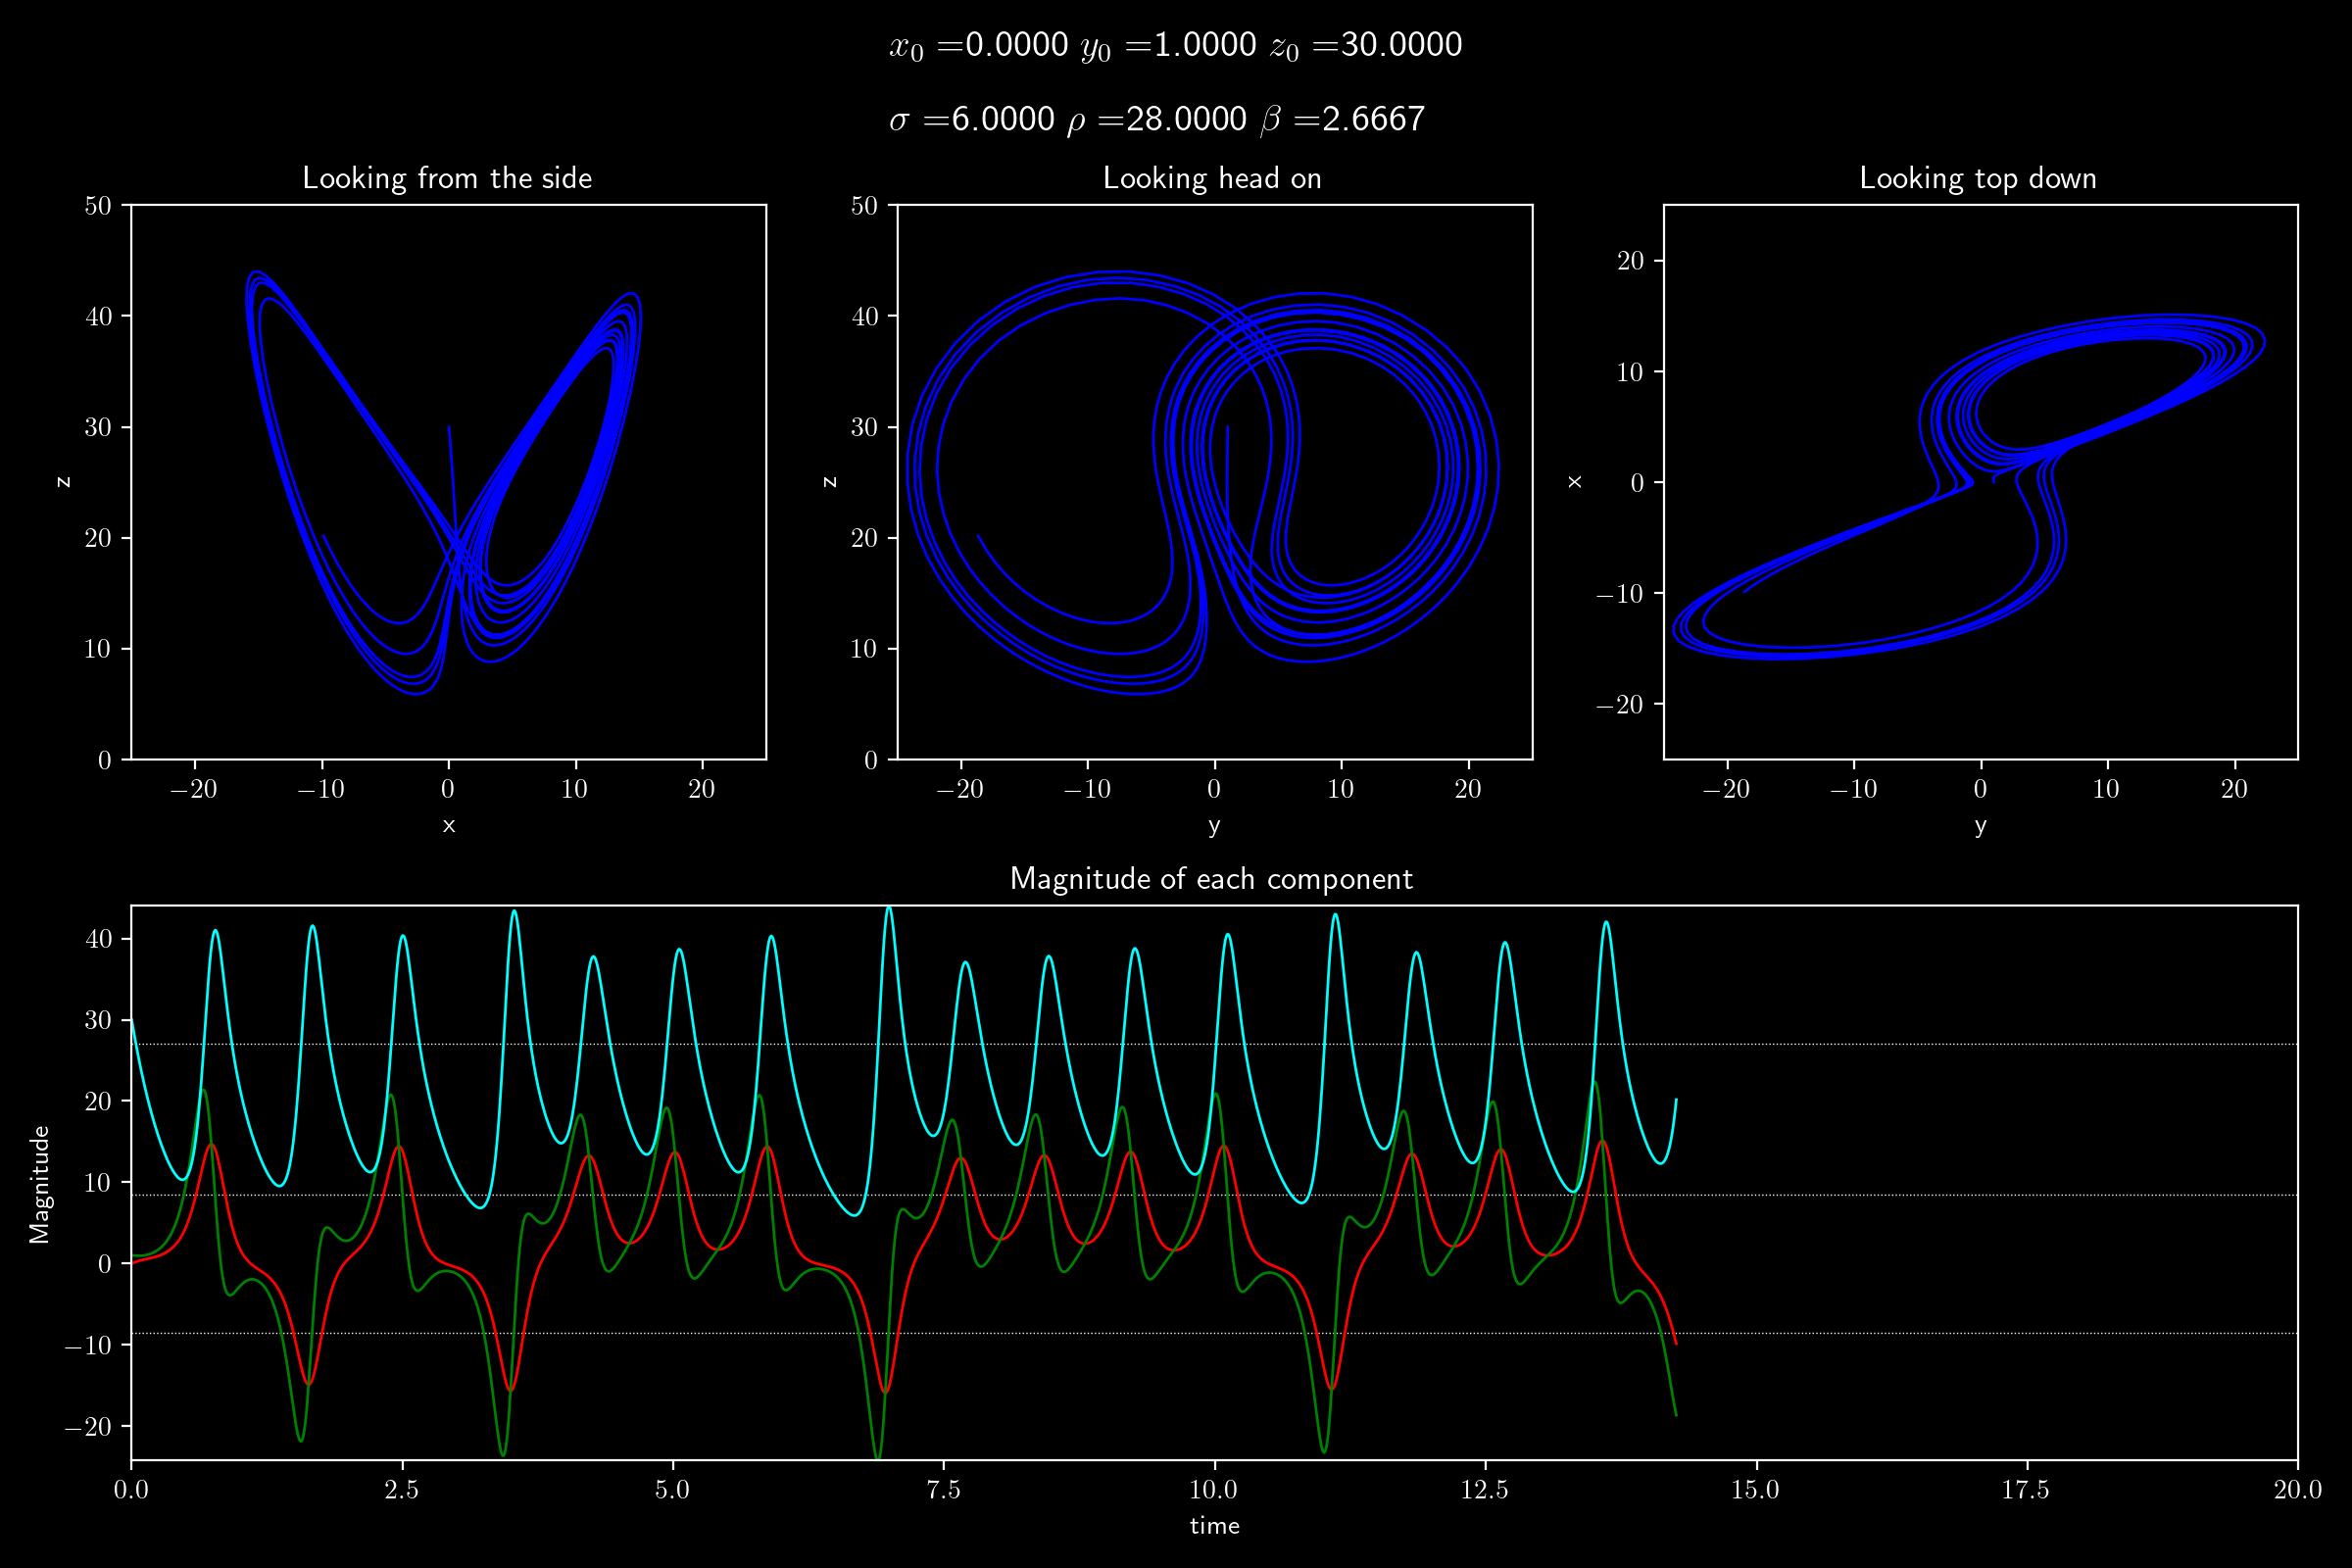 x₀ =0.0000 y₀ =1.0000 z₀ =30.0000
σ =6.0000 ρ =28.0000 β =2.6667
Looking from the side
50
40
30
20
10
0
z
−20 −10 0 10 20
x
Looking head on
50
40
30
20
10
0
z
−20 −10 0 10 20
y
Looking top down
20
10
0
−10
−20
x
−20 −10 0 10 20
y
Magnitude of each component
40
30
20
10
0
−10
−20
Magnitude
0.0 2.5 5.0 7.5 10.0 12.5 15.0 17.5 20.0
time